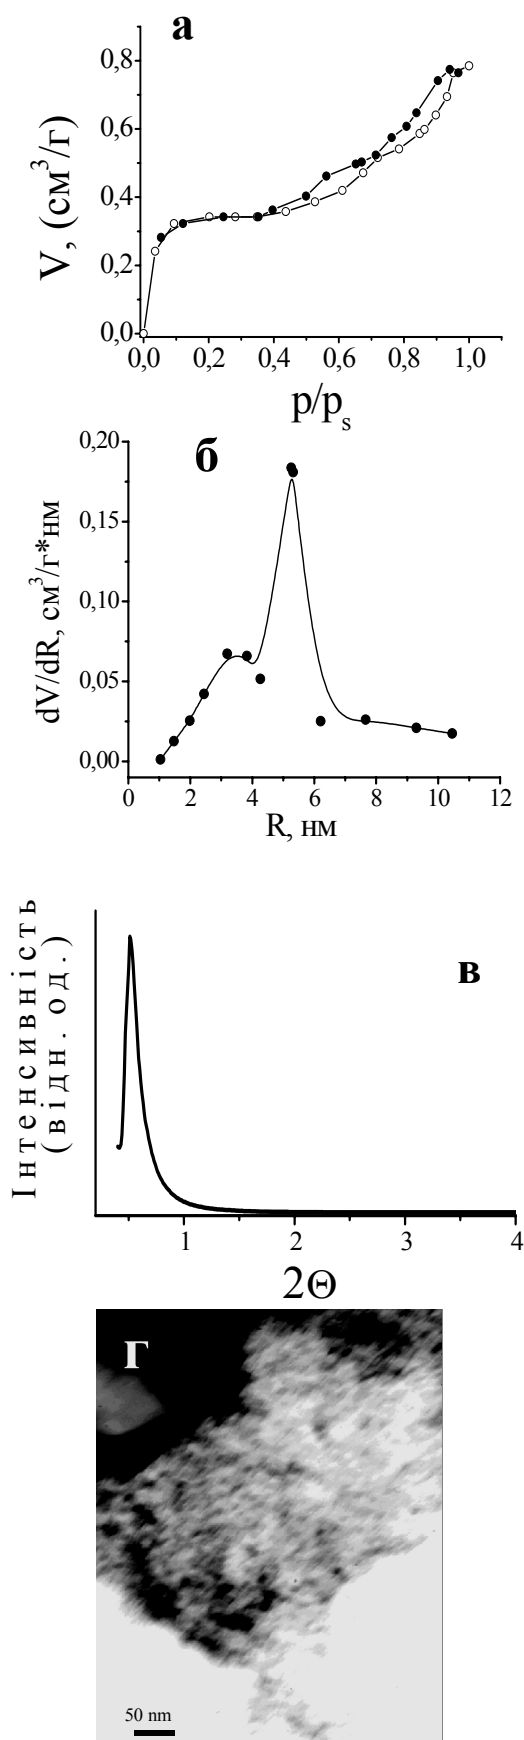 а
V, (см³/г)
0,8
0,6
0,4
0,2
0,0
0,0 0,2 0,4 0,6 0,8 1,0
p/pₛ
б
dV/dR, см³/г*нм
0,20
0,15
0,10
0,05
0,00
0 2 4 6 8 10 12
R, нм
в
Інтенсивність
(відн. од.)
1 2 3 4
2Θ
г
50 nm